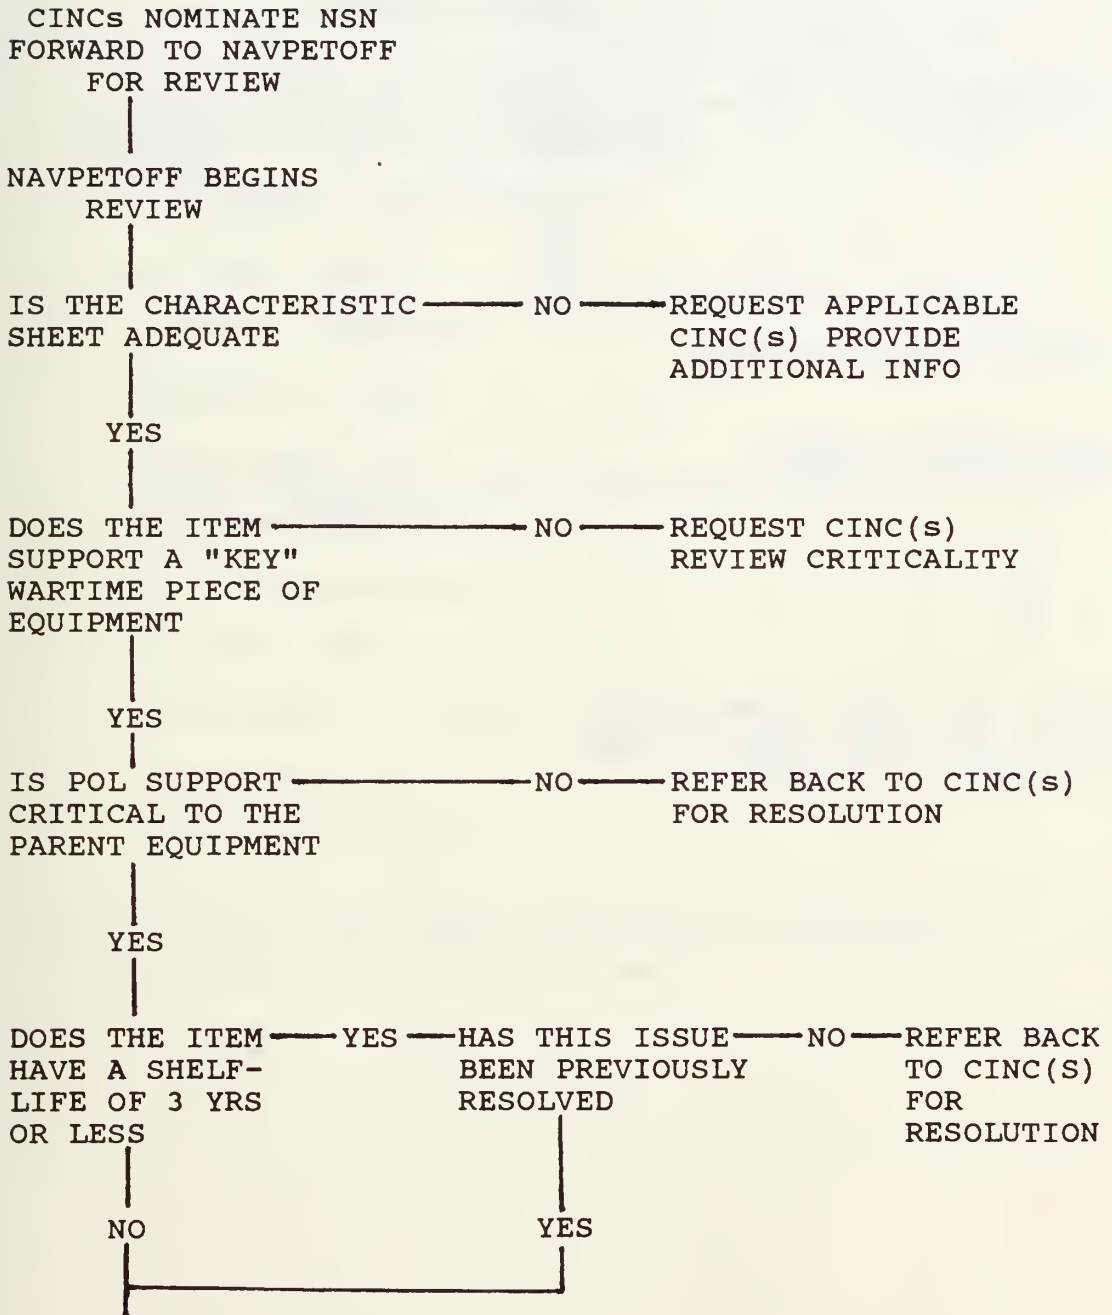 CINCs NOMINATE NSN
FORWARD TO NAVPETOFF
FOR REVIEW
NAVPETOFF BEGINS
REVIEW
IS THE CHARACTERISTIC
SHEET ADEQUATE
NO
REQUEST APPLICABLE
CINC(s) PROVIDE
ADDITIONAL INFO
YES
DOES THE ITEM
SUPPORT A "KEY"
WARTIME PIECE OF
EQUIPMENT
NO
REQUEST CINC(s)
REVIEW CRITICALITY
YES
IS POL SUPPORT
CRITICAL TO THE
PARENT EQUIPMENT
NO
REFER BACK TO CINC(s)
FOR RESOLUTION
YES
DOES THE ITEM
HAVE A SHELF-
LIFE OF 3 YRS
OR LESS
YES
HAS THIS ISSUE
BEEN PREVIOUSLY
RESOLVED
NO
REFER BACK
TO CINC(S)
FOR
RESOLUTION
NO
YES